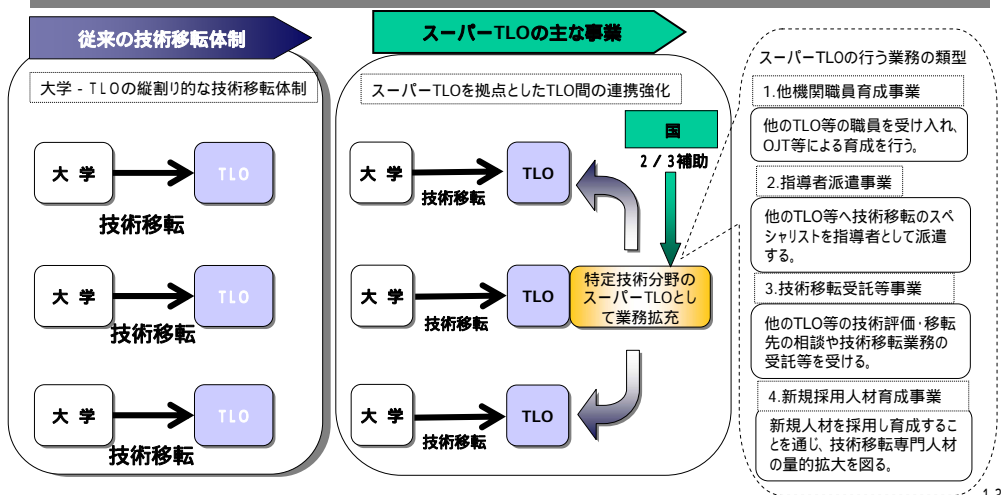 従来の技術移転体制
大学-TLOの縦割り的な技術移転体制
大 学
TLO
技術移転
大 学
TLO
技術移転
大 学
TLO
技術移転
スーパーTLOの主な事業
スーパーTLOを拠点としたTLO間の連携強化
国
2/3補助
大 学
TLO
技術移転
大 学
TLO
技術移転
特定技術分野の
スーパーTLOとし
て業務拡充
大 学
TLO
技術移転
スーパーTLOの行う業務の類型
1.他機関職員育成事業
他のTLO等の職員を受け入れ、
OJT等による育成を行う。
2.指導者派遣事業
他のTLO等へ技術移転のスペ
シャリストを指導者として派遣
する。
3.技術移転受託等事業
他のTLO等の技術評価・移転
先の相談や技術移転業務の
受託等を受ける。
4.新規採用人材育成事業
新規人材を採用し育成するこ
とを通じ、技術移転専門人材
の量的拡大を図る。